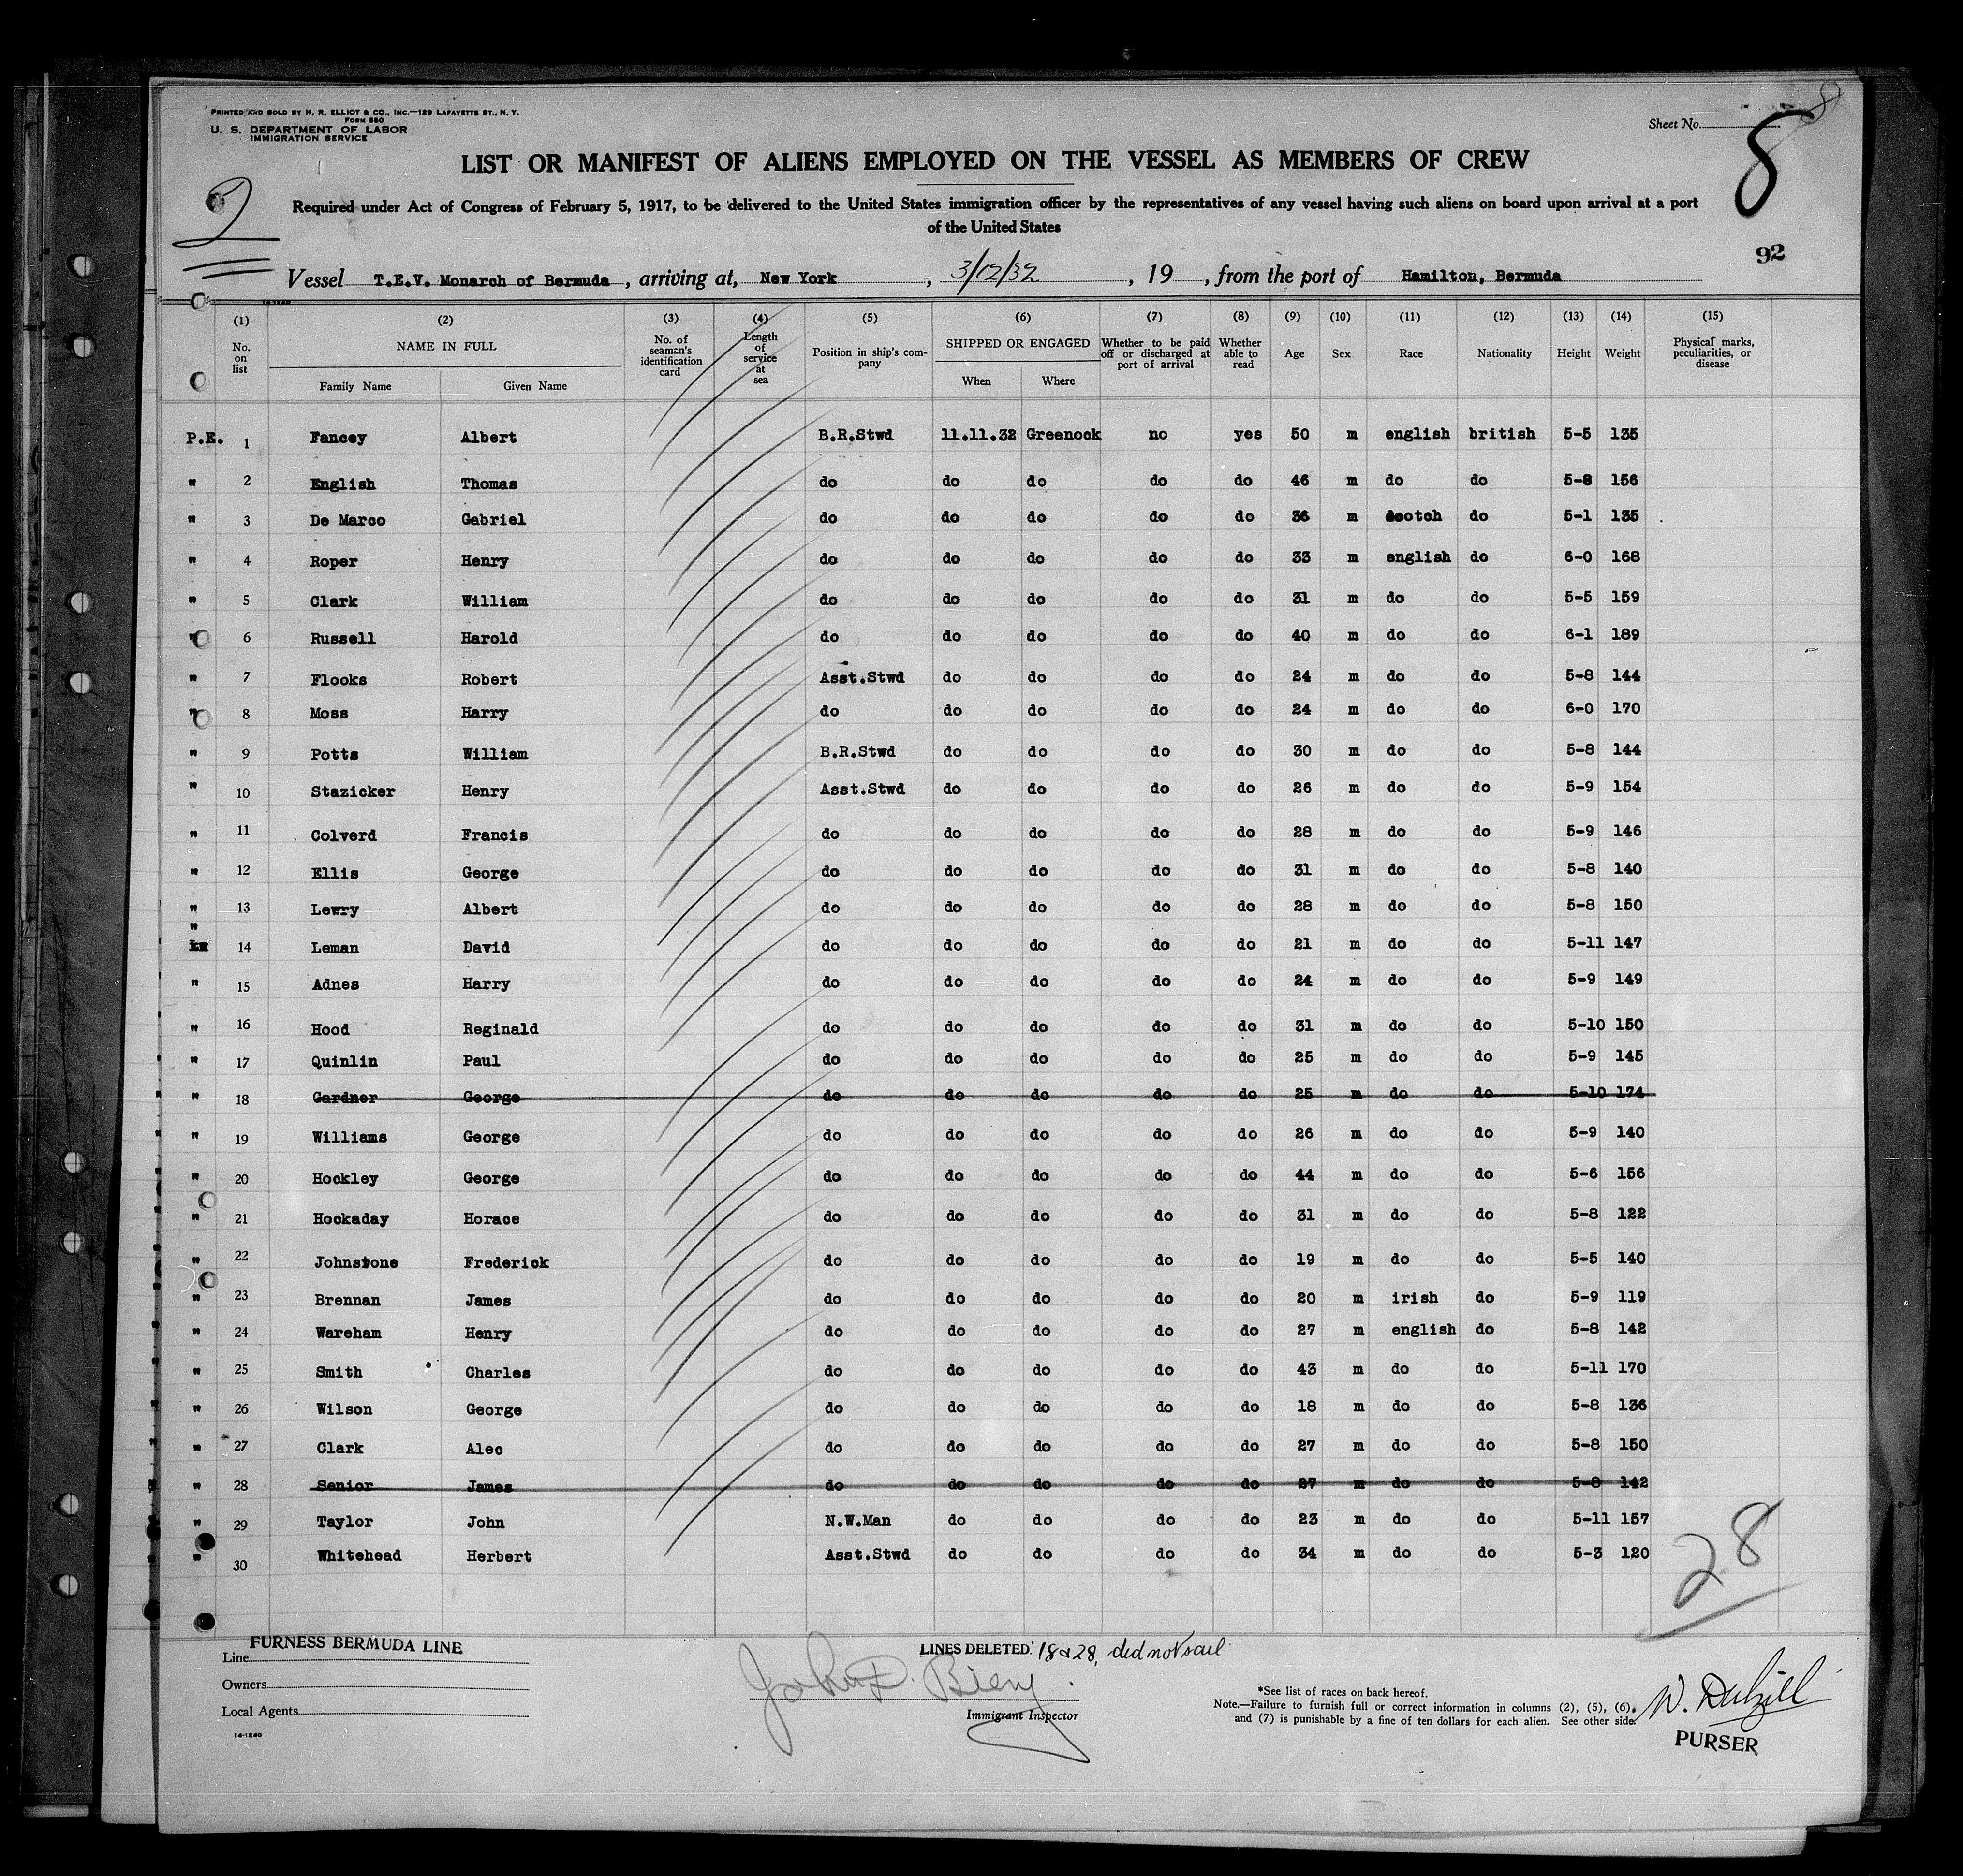 PRINTED AND SOLD BY H. R. ELLIOT & CO., INC.—129 LAFAYETTE ST., N. Y.
FORM 680
U. S. DEPARTMENT OF LABOR
IMMIGRATION SERVICE
Sheet No. 8
8
LIST OR MANIFEST OF ALIENS EMPLOYED ON THE VESSEL AS MEMBERS OF CREW
2
Required under Act of Congress of February 5, 1917, to be delivered to the United States immigration officer by the representatives of any vessel having such aliens on board upon arrival at a port
of the United States
92
Vessel T.E.V. Monarch of Bermuda, arriving at, New York, 3/12/32, 19 , from the port of Hamilton, Bermuda
(1) (2) (3) (4) (5) (6) (7) (8) (9) (10) (11) (12) (13) (14) (15)
No. on list NAME IN FULL Family Name Given Name No. of seaman's identification card Length of service at sea Position in ship's company SHIPPED OR ENGAGED When Where Whether to be paid off or discharged at port of arrival Whether able to read Age Sex Race Nationality Height Weight Physical marks, peculiarities, or disease
P.E. 1 Fancey Albert B.R.Stwd 11.11.32 Greenock no yes 50 m english british 5-5 135
" 2 English Thomas do do do do do 46 m do do 5-8 156
" 3 De Marco Gabriel do do do do do 36 m scotch do 5-1 135
" 4 Roper Henry do do do do do 33 m english do 6-0 168
" 5 Clark William do do do do do 31 m do do 5-5 159
" 6 Russell Harold do do do do do 40 m do do 6-1 189
" 7 Flooks Robert Asst.Stwd do do do do 24 m do do 5-8 144
" 8 Moss Harry do do do do do 24 m do do 6-0 170
" 9 Potts William B.R.Stwd do do do do 30 m do do 5-8 144
" 10 Stazicker Henry Asst.Stwd do do do do 26 m do do 5-9 154
" 11 Colverd Francis do do do do do 28 m do do 5-9 146
" 12 Ellis George do do do do do 31 m do do 5-8 140
" 13 Lewry Albert do do do do do 28 m do do 5-8 150
" 14 Leman David do do do do do 21 m do do 5-11 147
" 15 Adnes Harry do do do do do 24 m do do 5-9 149
" 16 Hood Reginald do do do do do 31 m do do 5-10 150
" 17 Quinlin Paul do do do do do 25 m do do 5-9 145
" 18 Gardner George do do do do do 25 m do do 5-10 174
" 19 Williams George do do do do do 26 m do do 5-9 140
" 20 Hockley George do do do do do 44 m do do 5-6 156
" 21 Hockaday Horace do do do do do 31 m do do 5-8 122
" 22 Johnstone Frederick do do do do do 19 m do do 5-5 140
" 23 Brennan James do do do do do 20 m irish do 5-9 119
" 24 Wareham Henry do do do do do 27 m english do 5-8 142
" 25 Smith Charles do do do do do 43 m do do 5-11 170
" 26 Wilson George do do do do do 18 m do do 5-8 136
" 27 Clark Alec do do do do do 27 m do do 5-8 150
" 28 Senior James do do do do do 27 m do do 5-8 142
" 29 Taylor John N.W.Man do do do do 23 m do do 5-11 157
" 30 Whitehead Herbert Asst.Stwd do do do do 34 m do do 5-3 120
28
Line FURNESS BERMUDA LINE
Owners
Local Agents
14-1240
LINES DELETED: 18 & 28, did not sail
John D.
Immigrant Inspector
*See list of races on back hereof.
Note.—Failure to furnish full or correct information in columns (2), (5), (6),
and (7) is punishable by a fine of ten dollars for each alien. See other side.
W.
PURSER